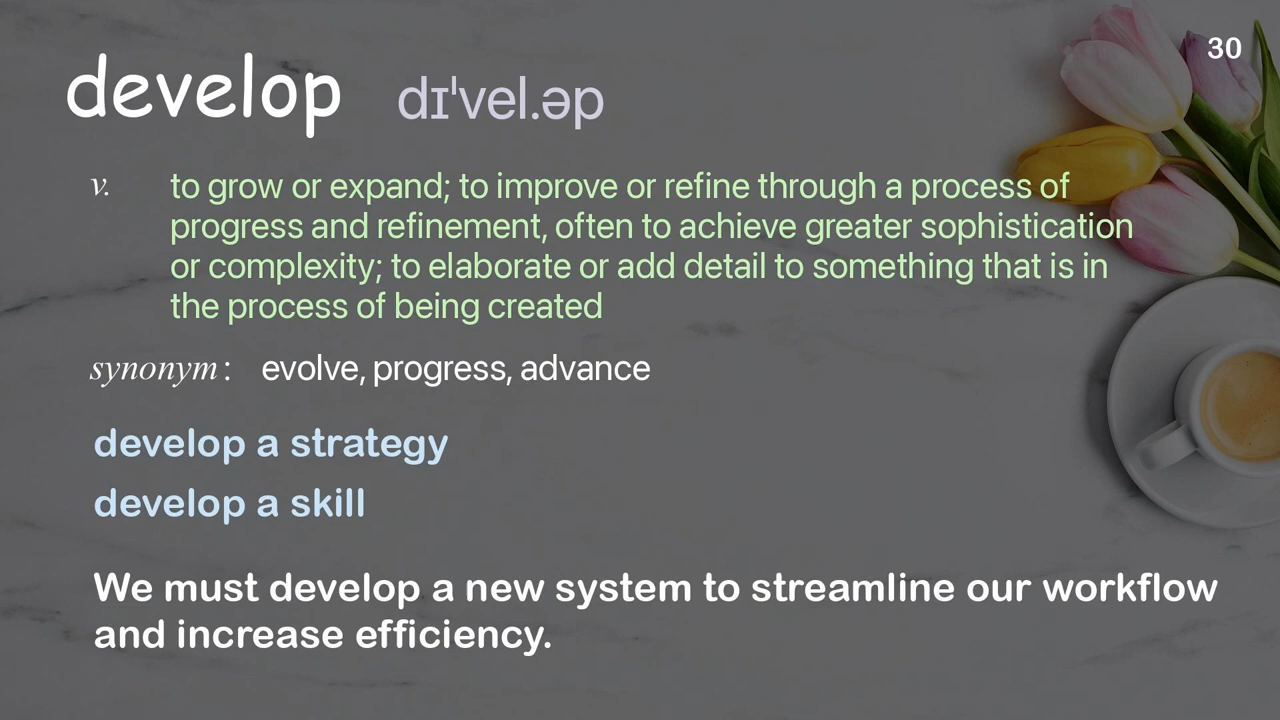 30
develop dɪˈvel.əp
v. to grow or expand; to improve or refine through a process of
progress and refinement, often to achieve greater sophistication
or complexity; to elaborate or add detail to something that is in
the process of being created
synonym: evolve, progress, advance
develop a strategy
develop a skill
We must develop a new system to streamline our workflow
and increase efficiency.